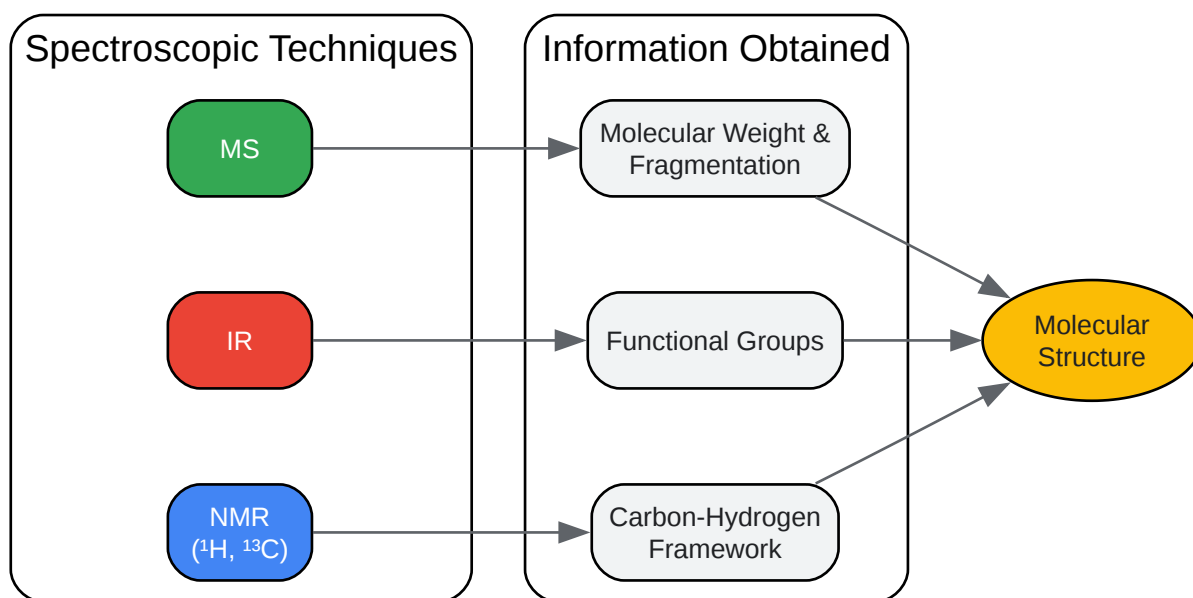 Spectroscopic Techniques
Information Obtained
MS
Molecular Weight &
Fragmentation
IR
Functional Groups
Molecular
Structure
NMR
(¹H, ¹³C)
Carbon-Hydrogen
Framework